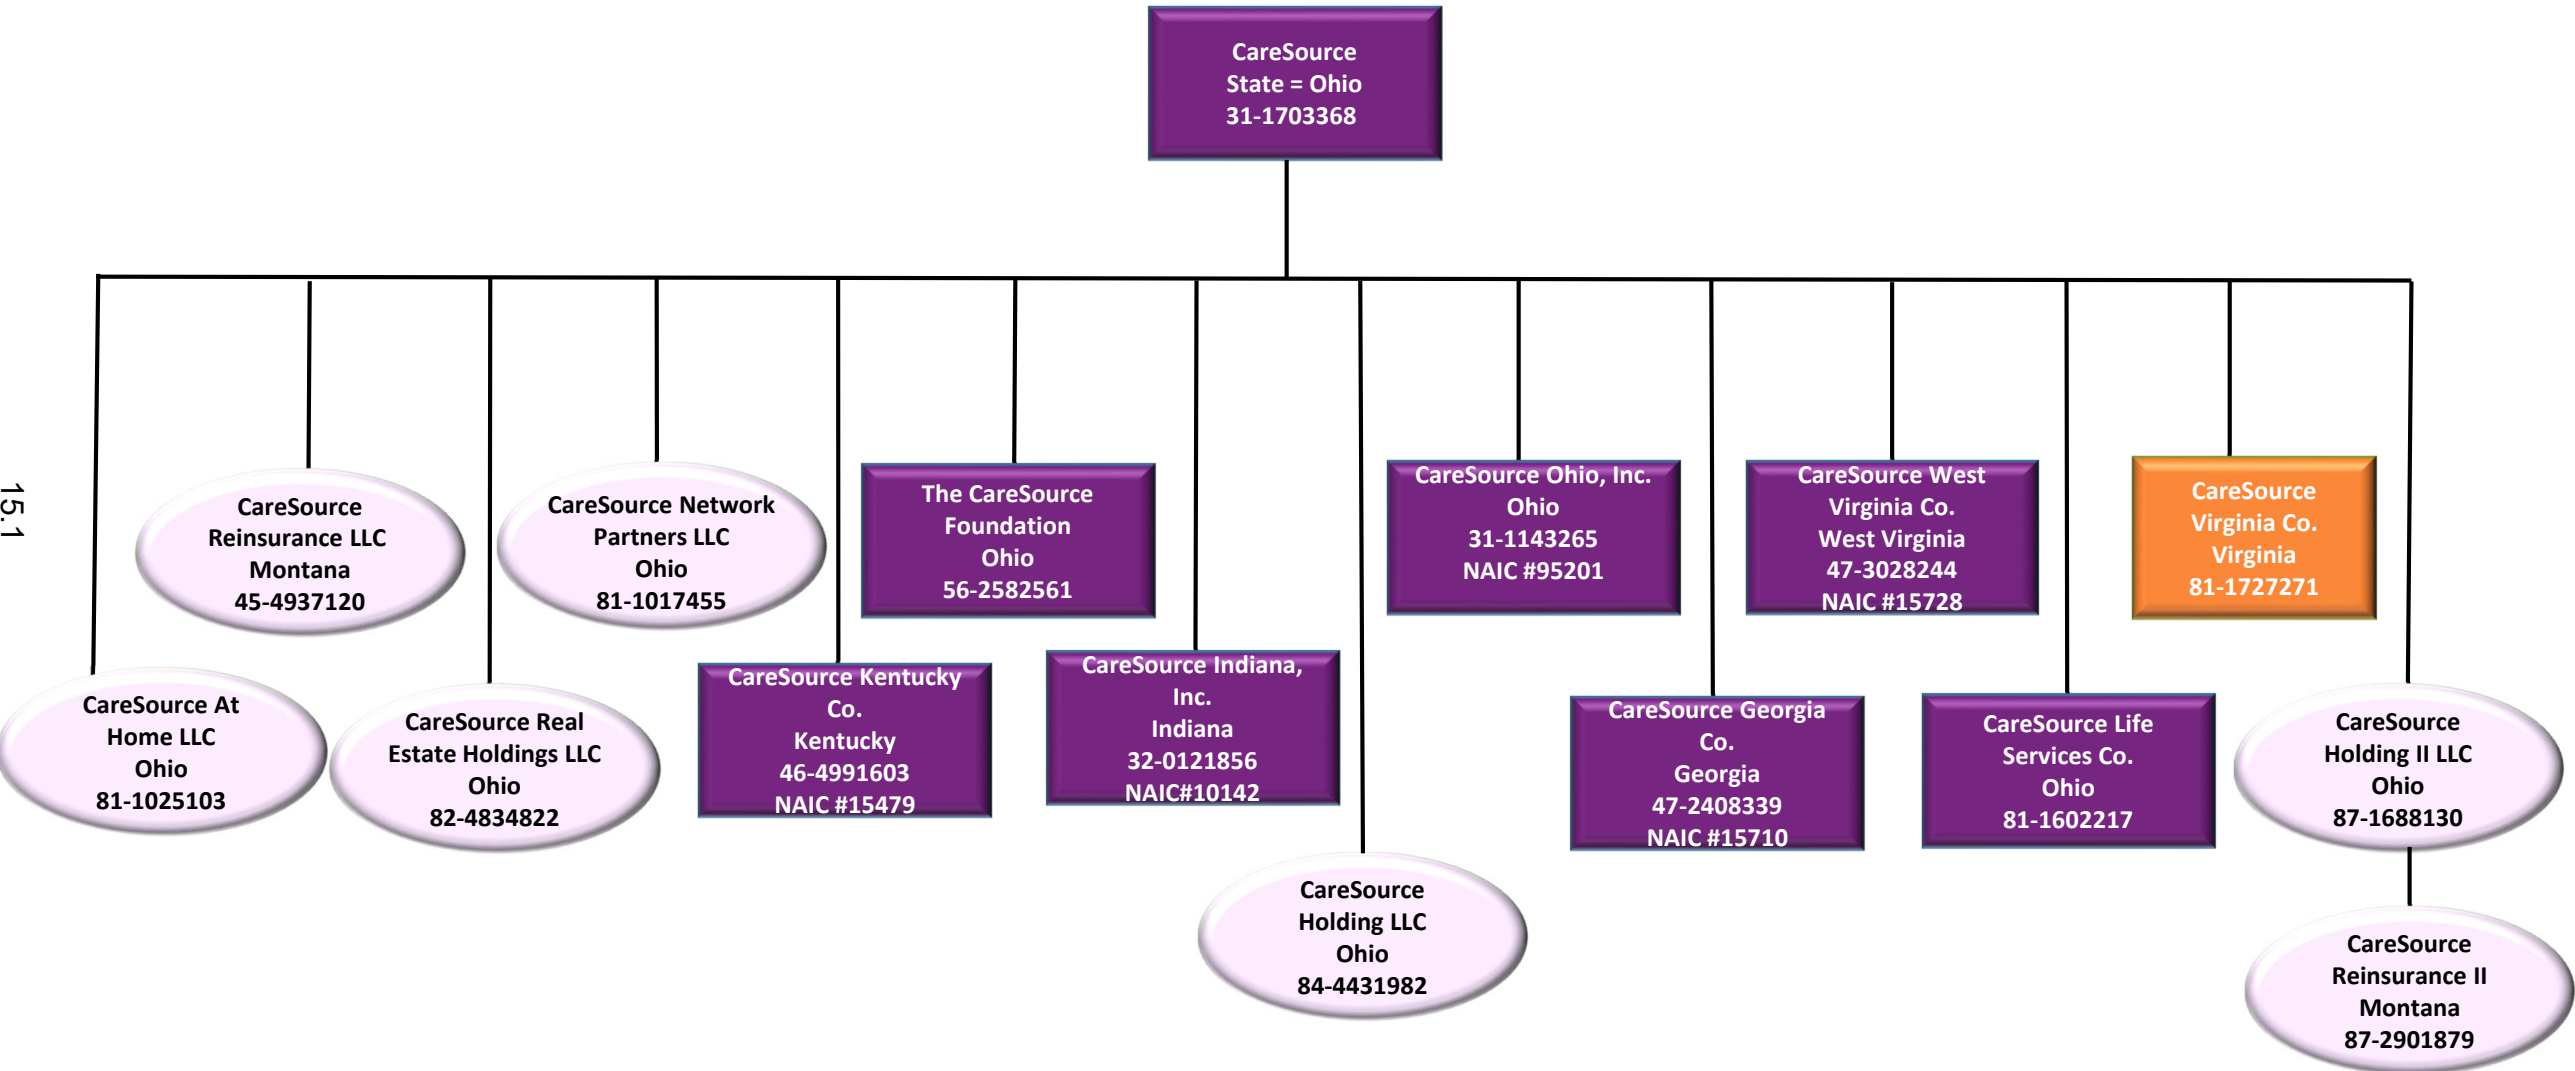 CareSource
State = Ohio
31-1703368
15.1
CareSource
Reinsurance LLC
Montana
45-4937120
CareSource Network
Partners LLC
Ohio
81-1017455
The CareSource
Foundation
Ohio
56-2582561
CareSource Ohio, Inc.
Ohio
31-1143265
NAIC #95201
CareSource West
Virginia Co.
West Virginia
47-3028244
NAIC #15728
CareSource
Virginia Co.
Virginia
81-1727271
CareSource At
Home LLC
Ohio
81-1025103
CareSource Real
Estate Holdings LLC
Ohio
82-4834822
CareSource Kentucky
Co.
Kentucky
46-4991603
NAIC #15479
CareSource Indiana,
Inc.
Indiana
32-0121856
NAIC#10142
CareSource Georgia
Co.
Georgia
47-2408339
NAIC #15710
CareSource Life
Services Co.
Ohio
81-1602217
CareSource
Holding II LLC
Ohio
87-1688130
CareSource
Holding LLC
Ohio
84-4431982
CareSource
Reinsurance II
Montana
87-2901879